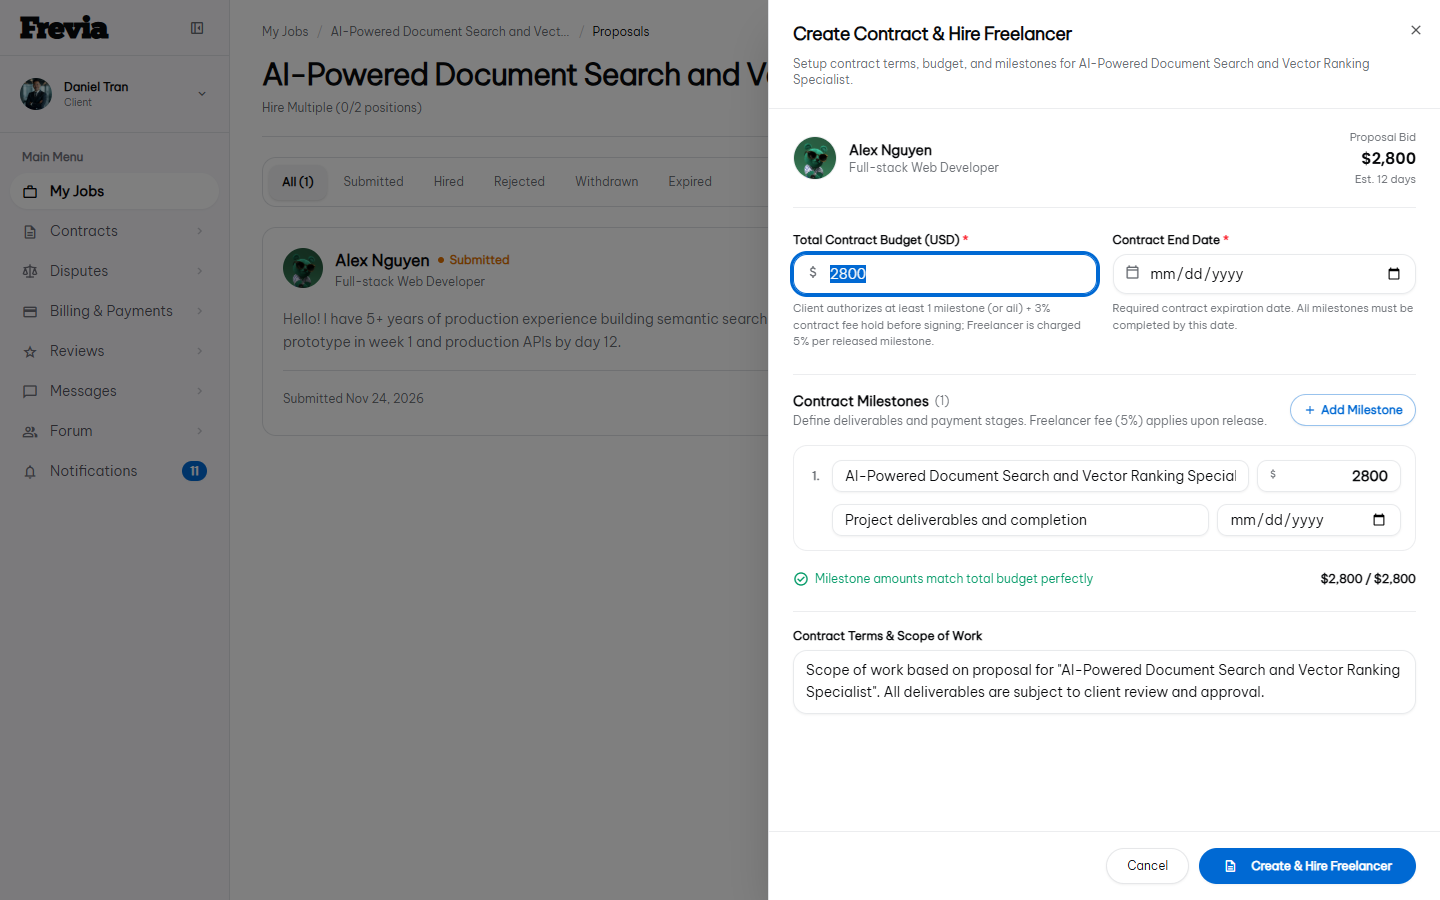 Frevia
Daniel Tran
Client
Main Menu
My Jobs
Contracts
Disputes
Billing & Payments
Reviews
Messages
Forum
Notifications
11
My Jobs / AI-Powered Document Search and Vect... / Proposals
AI-Powered Document Search and V
Hire Multiple (0/2 positions)
All (1)
Submitted
Hired
Rejected
Withdrawn
Expired
Alex Nguyen
Submitted
Full-stack Web Developer
Hello! I have 5+ years of production experience building semantic search
prototype in week 1 and production APIs by day 12.
Submitted Nov 24, 2026
Create Contract & Hire Freelancer
Setup contract terms, budget, and milestones for AI-Powered Document Search and Vector Ranking
Specialist.
Alex Nguyen
Full-stack Web Developer
Proposal Bid
$2,800
Est. 12 days
Total Contract Budget (USD) *
$ 2800
Client authorizes at least 1 milestone (or all) + 3%
contract fee hold before signing; Freelancer is charged
5% per released milestone.
Contract End Date *
mm/dd/yyyy
Required contract expiration date. All milestones must be
completed by this date.
Contract Milestones (1)
Define deliverables and payment stages. Freelancer fee (5%) applies upon release.
+ Add Milestone
1.
AI-Powered Document Search and Vector Ranking Special
$ 2800
Project deliverables and completion
mm/dd/yyyy
Milestone amounts match total budget perfectly
$2,800 / $2,800
Contract Terms & Scope of Work
Scope of work based on proposal for "AI-Powered Document Search and Vector Ranking
Specialist". All deliverables are subject to client review and approval.
Cancel
Create & Hire Freelancer